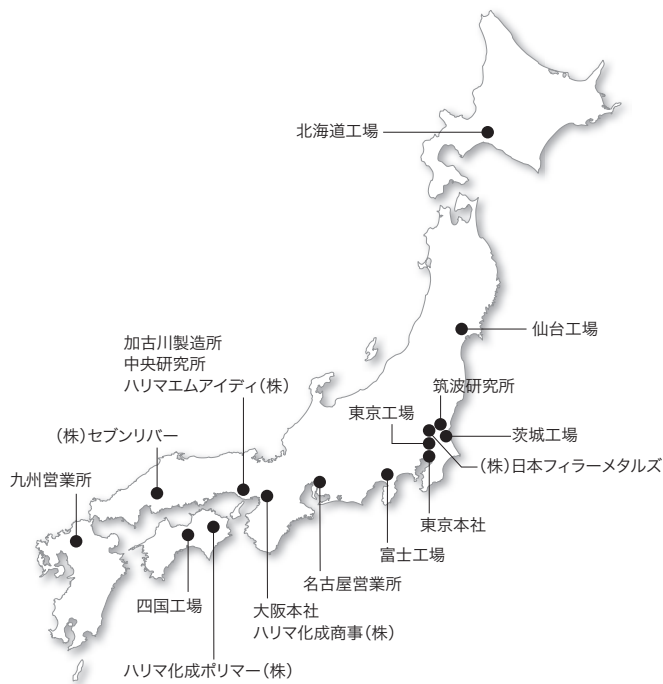 北海道工場
仙台工場
加古川製造所
中央研究所
ハリマエムアイディ(株)
筑波研究所
東京工場
(株)セブンリバー
茨城工場
(株)日本フィラーメタルズ
九州営業所
東京本社
富士工場
名古屋営業所
四国工場
大阪本社
ハリマ化成商事(株)
ハリマ化成ポリマー(株)